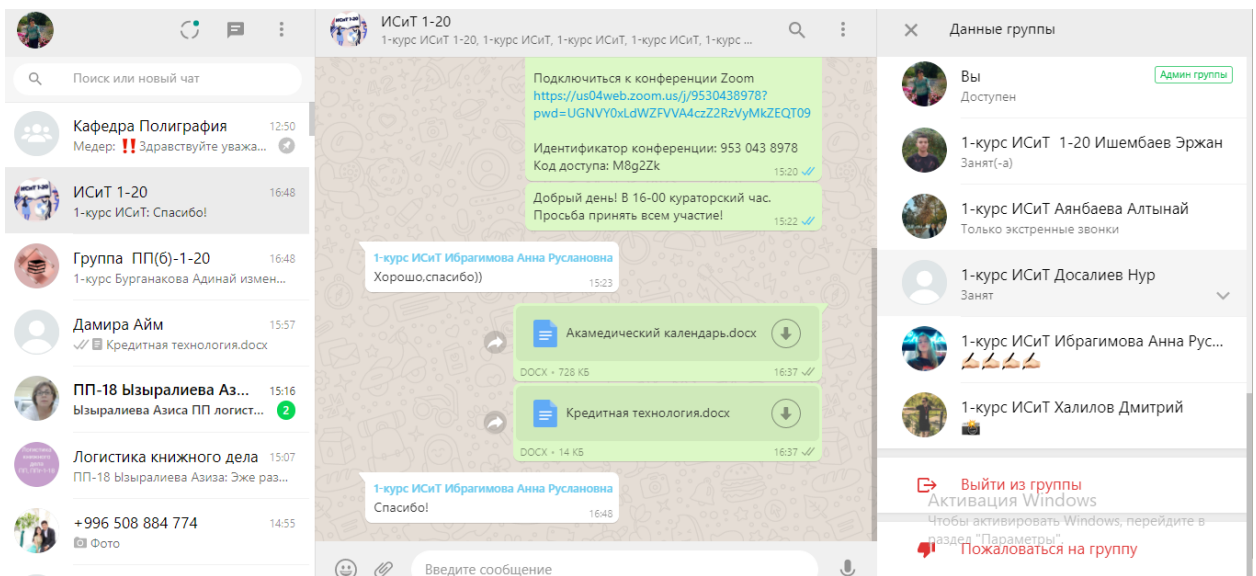 Поиск или новый чат
Кафедра Полиграфия 12:50
Медер: ‼️Здравствуйте уважа...
ИСиТ 1-20 16:48
1-курс ИСиТ: Спасибо!
Группа ПП(б)-1-20 16:48
1-курс Бурганакова Адинай измен...
Дамира Айм 15:57
Кредитная технология.docx
ПП-18 Ызыралиева Аз... 15:16
Ызыралиева Азиса ПП логист... 2
Логистика книжного дела 15:07
ПП-18 Ызыралиева Азиза: Эже раз...
+996 508 884 774 14:55
Фото
ИСиТ 1-20
1-курс ИСиТ 1-20, 1-курс ИСиТ, 1-курс ИСиТ, 1-курс ИСиТ, 1-курс ...
Подключиться к конференции Zoom
https://us04web.zoom.us/j/9530438978?
pwd=UGNVY0xLdWZFVVA4czZ2RzVyMkZEQT09
Идентификатор конференции: 953 043 8978
Код доступа: M8g2Zk
15:20
Добрый день! В 16-00 кураторский час.
Просьба принять всем участие!
15:22
1-курс ИСиТ Ибрагимова Анна Руслановна
Хорошо,спасибо))
15:23
Акамедический календарь.docx
DOCX • 728 КБ 16:37
Кредитная технология.docx
DOCX • 14 КБ 16:37
1-курс ИСиТ Ибрагимова Анна Руслановна
Спасибо!
16:48
Введите сообщение
Данные группы
Вы Админ группы
Доступен
1-курс ИСиТ 1-20 Ишембаев Эржан
Занят(-а)
1-курс ИСиТ Аянбаева Алтынай
Только экстренные звонки
1-курс ИСиТ Досалиев Нур
Занят
1-курс ИСиТ Ибрагимова Анна Рус...
✍🏻✍🏻✍🏻✍🏻
1-курс ИСиТ Халилов Дмитрий
📸
Выйти из группы
Активация Windows
Чтобы активировать Windows, перейдите в
раздел "Параметры".
Пожаловаться на группу